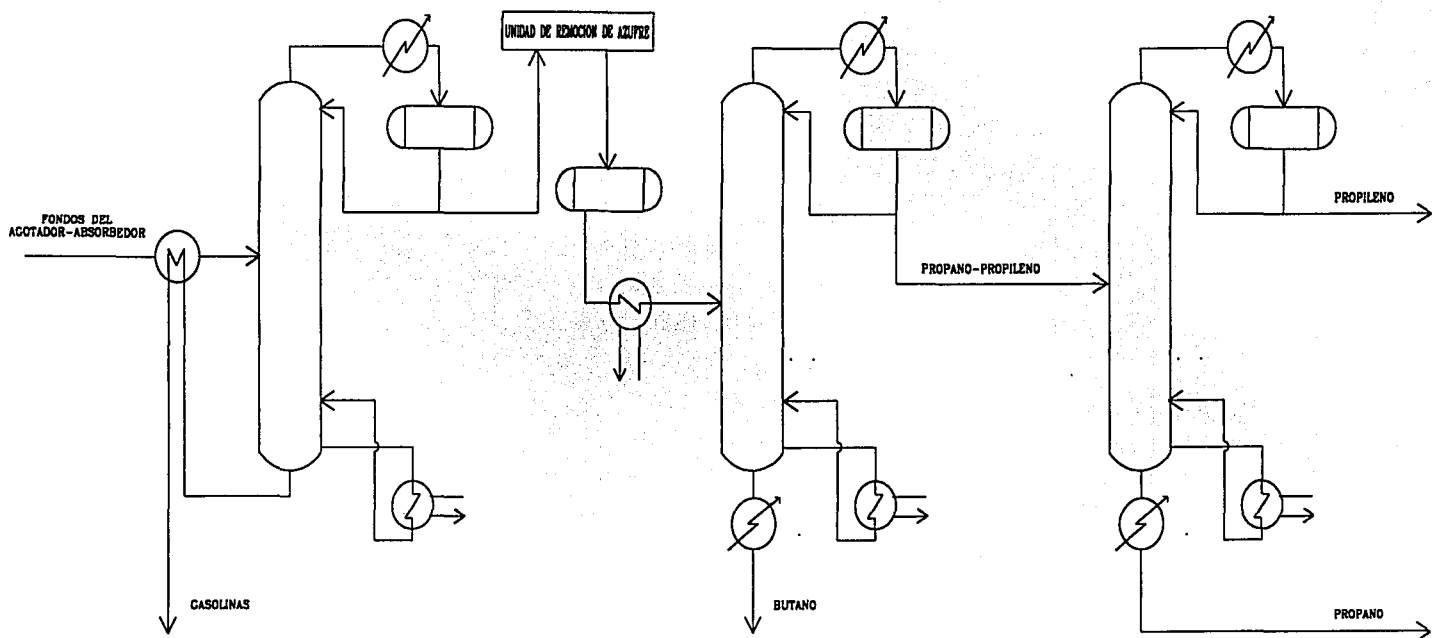 UNIDAD DE REMOCION DE AZUFRE
FONDOS DEL
AGOTADOR-ABSORBEDOR
PROPILENO
PROPANO-PROPILENO
GASOLINAS
BUTANO
PROPANO